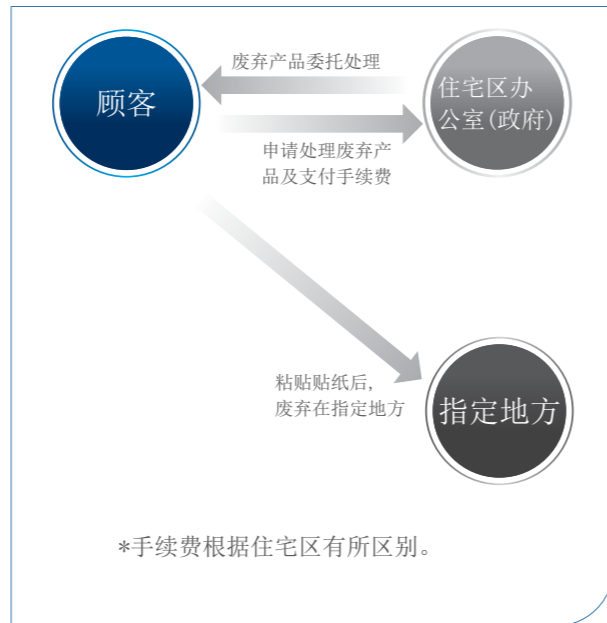 废弃产品委托处理
顾客
住宅区办
公室(政府)
申请处理废弃产
品及支付手续费
粘贴贴纸后,
废弃在指定地方
指定地方
*手续费根据住宅区有所区别。